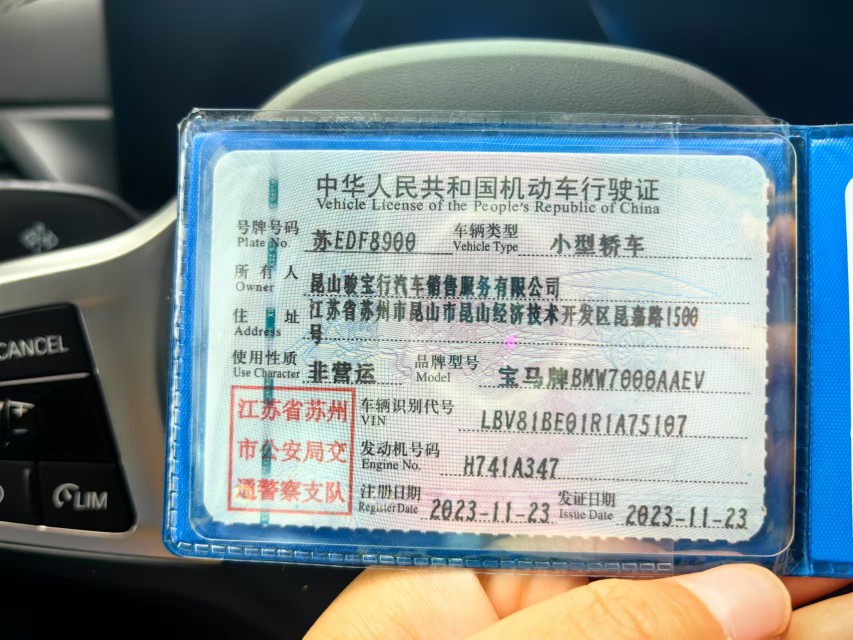 中华人民共和国机动车行驶证
Vehicle License of the People's Republic of China
号牌号码 苏EDF8900 车辆类型 小型轿车
Plate No. Vehicle Type
所有人 昆山骏宝行汽车销售服务有限公司
Owner
住址 江苏省苏州市昆山市昆山经济技术开发区昆嘉路1500
Address 号
使用性质 非营运 品牌型号 宝马牌BMW7000AAEV
Use Character Model
江苏省苏州 车辆识别代号 LBV81BE01R1A75107
VIN
市公安局交 发动机号码 H741A347
Engine No.
通警察支队 注册日期 2023-11-23 发证日期 2023-11-23
Register Date Issue Date
CANCEL
LIM